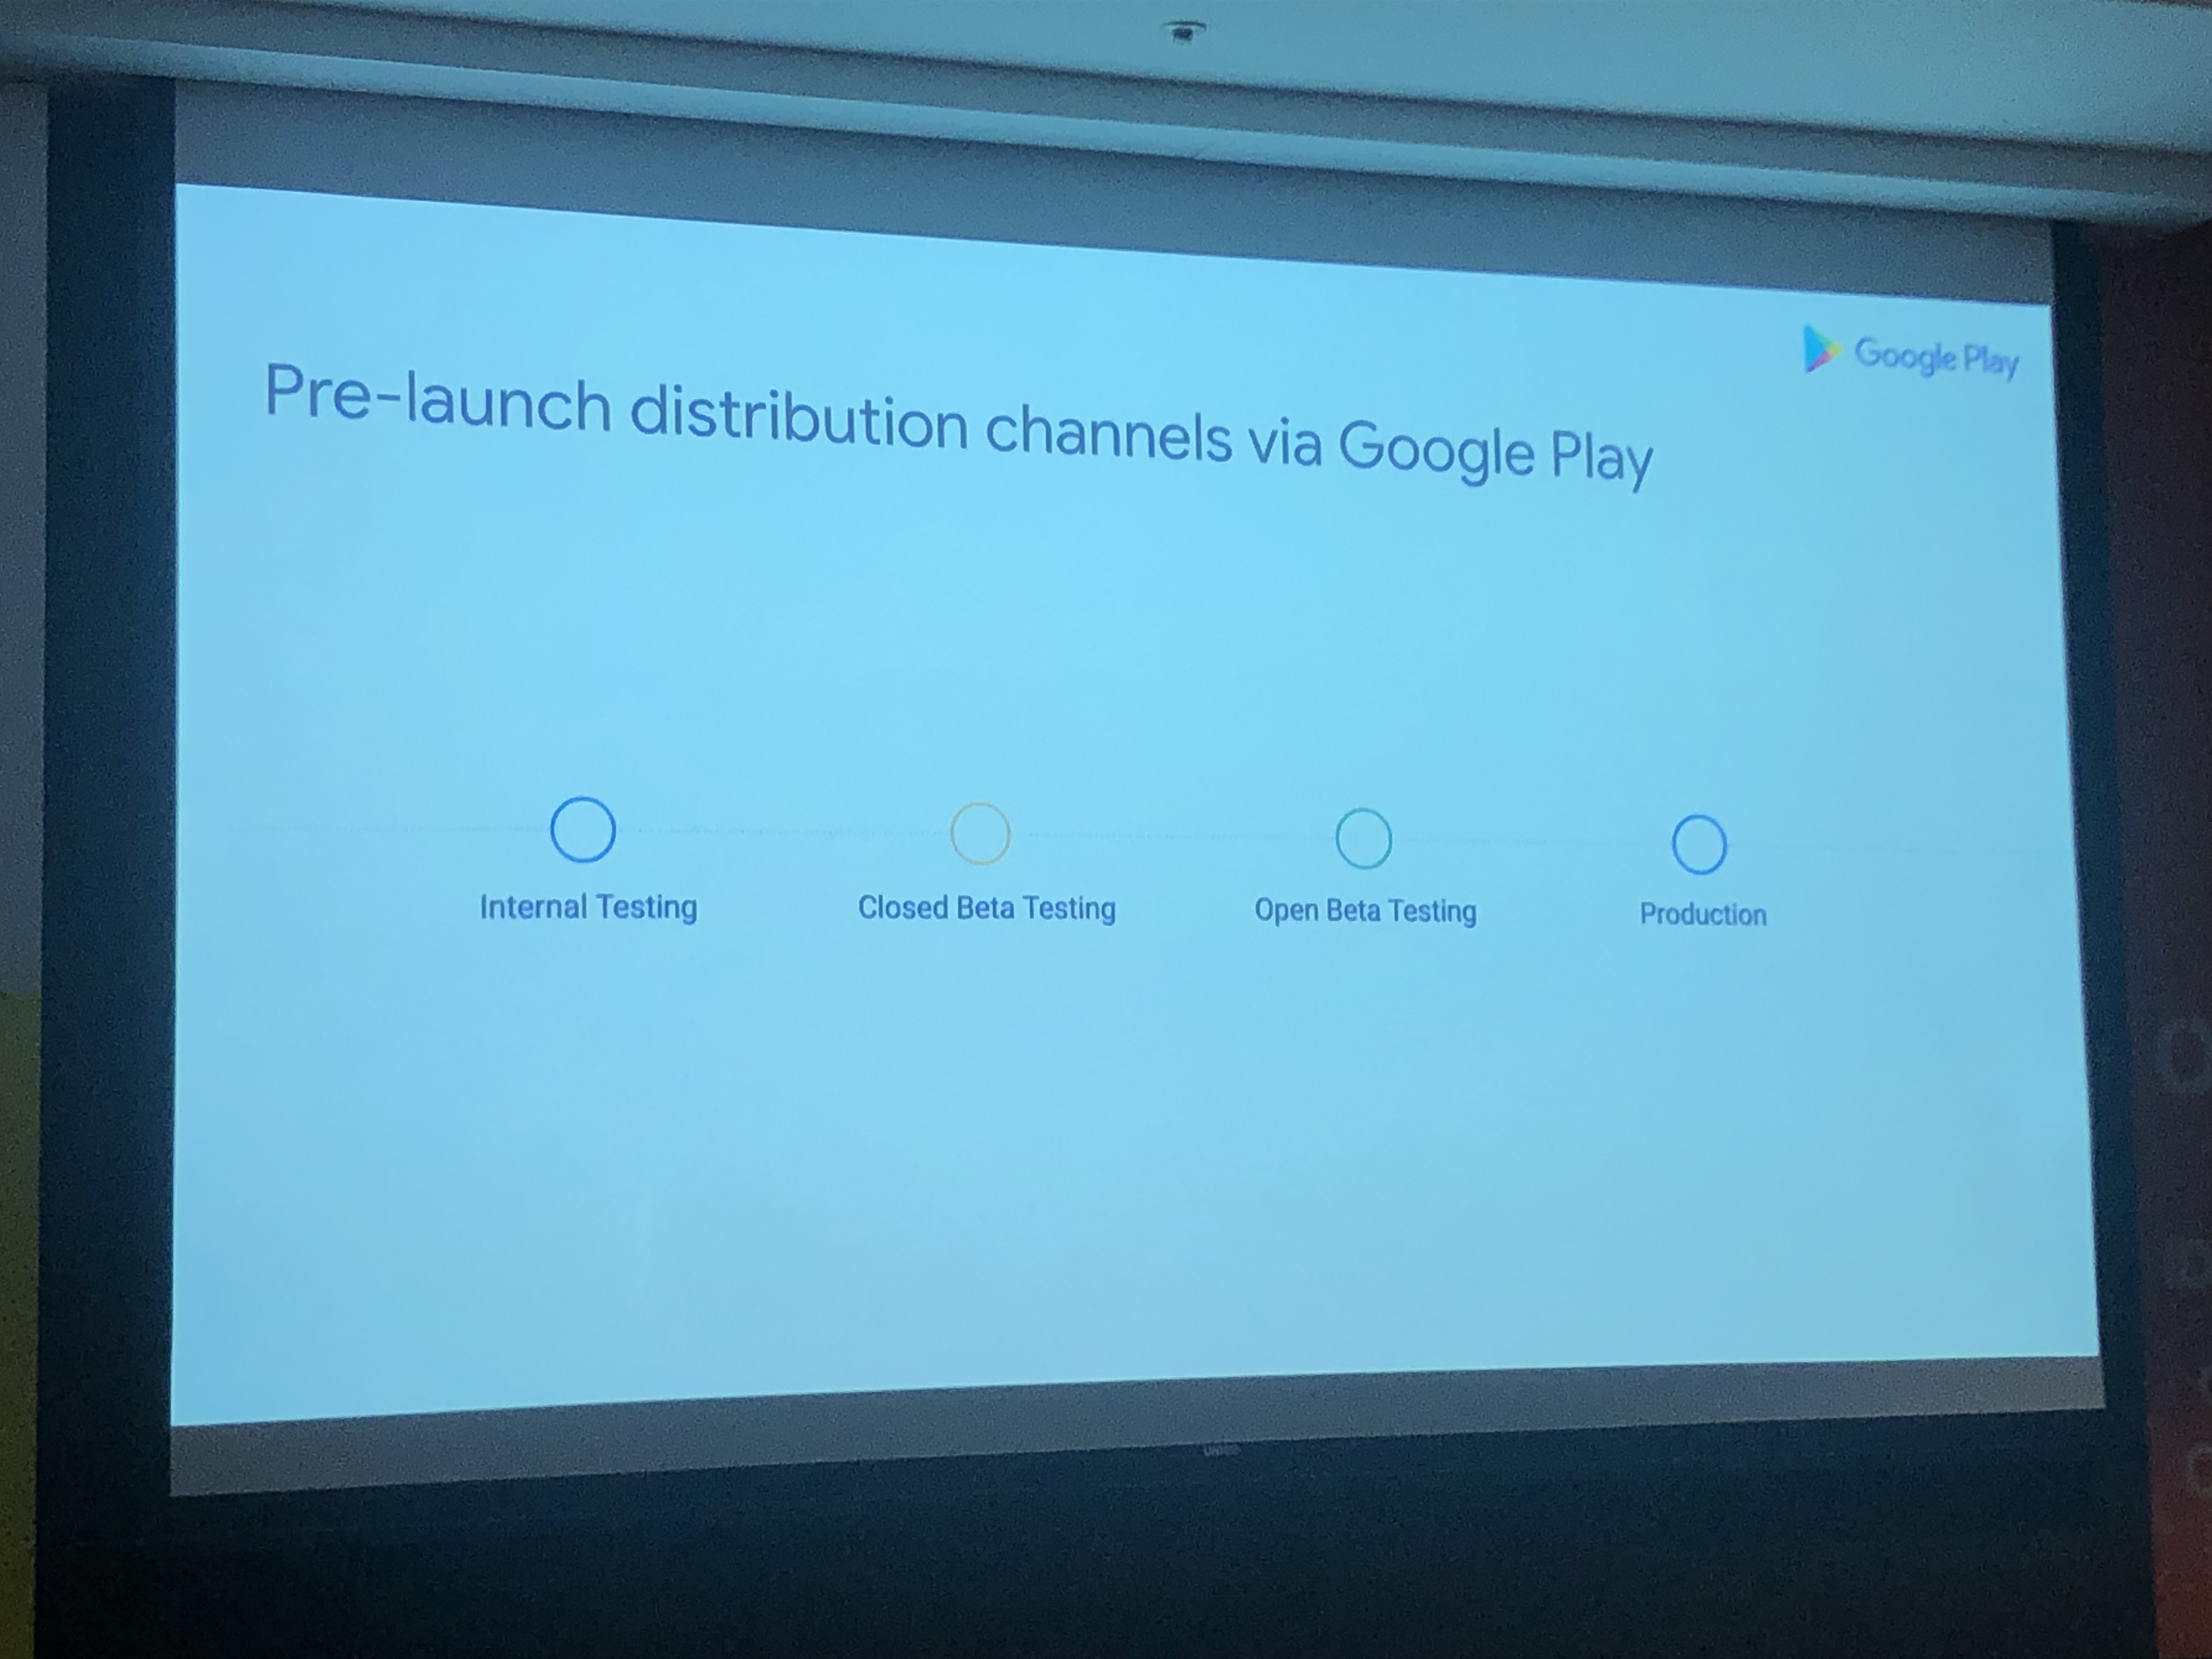 Google Play
Pre-launch distribution channels via Google Play
Internal Testing
Closed Beta Testing
Open Beta Testing
Production